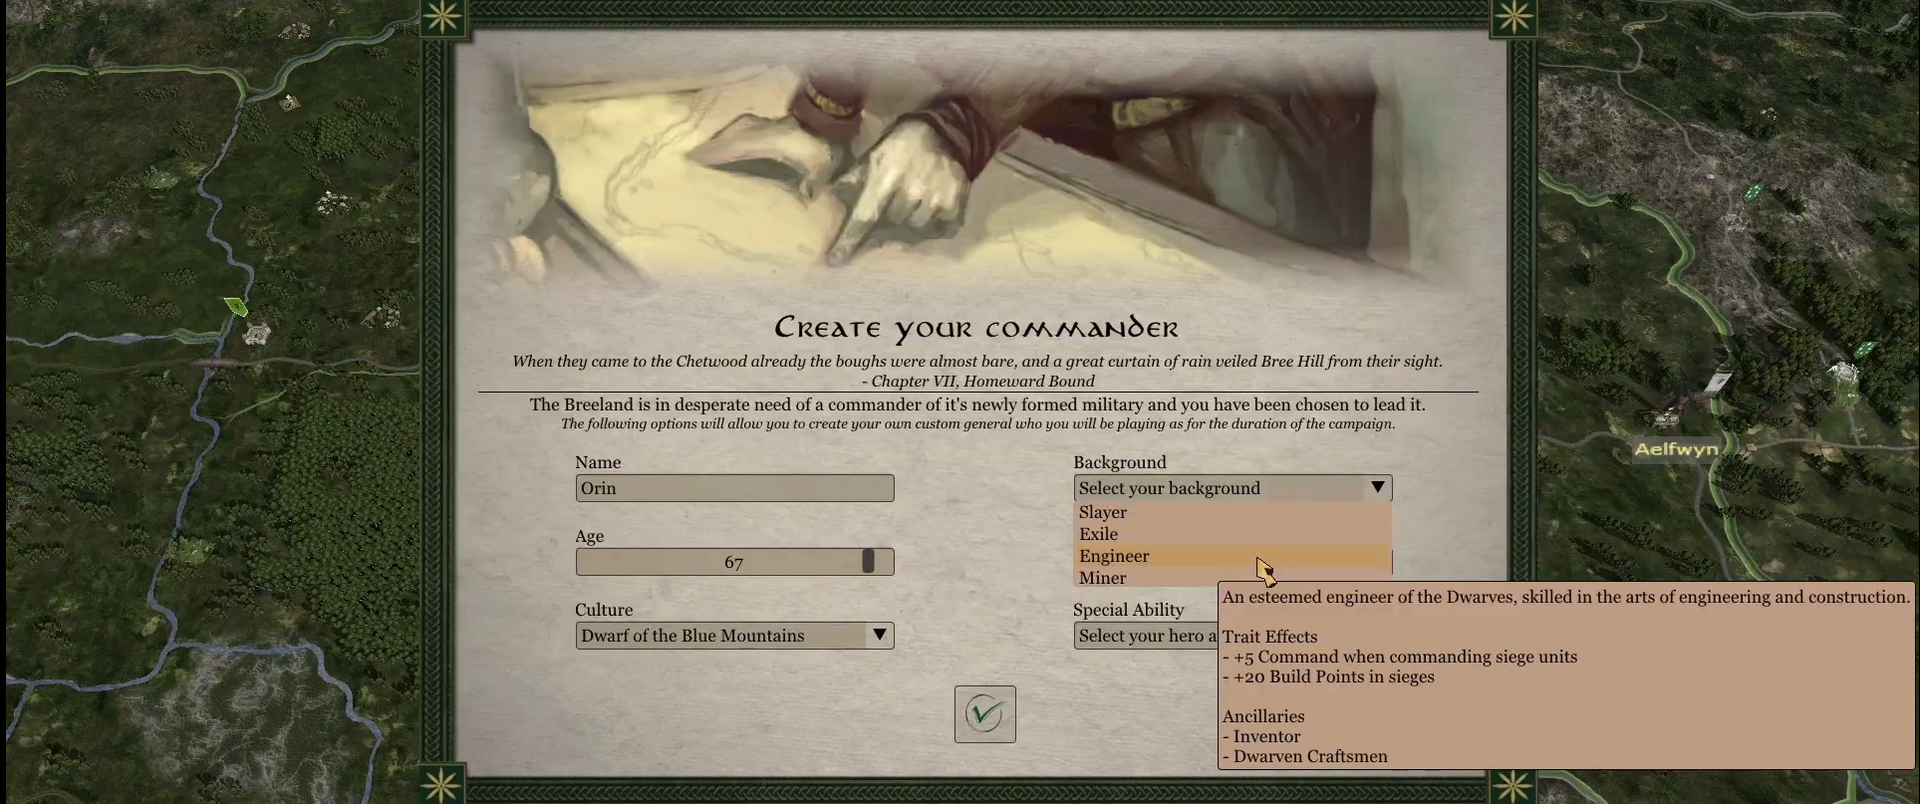 Create your commander
When they came to the Chetwood already the boughs were almost bare, and a great curtain of rain veiled Bree Hill from their sight.
- Chapter VII, Homeward Bound
The Breeland is in desperate need of a commander of it's newly formed military and you have been chosen to lead it.
The following options will allow you to create your own custom general who you will be playing as for the duration of the campaign.
Name
Orin
Age
67
Culture
Dwarf of the Blue Mountains
Background
Select your background
Slayer
Exile
Engineer
Miner
Special Ability
Select your hero a
An esteemed engineer of the Dwarves, skilled in the arts of engineering and construction.
Trait Effects
- +5 Command when commanding siege units
- +20 Build Points in sieges
Ancillaries
- Inventor
- Dwarven Craftsmen
Aelfwyn